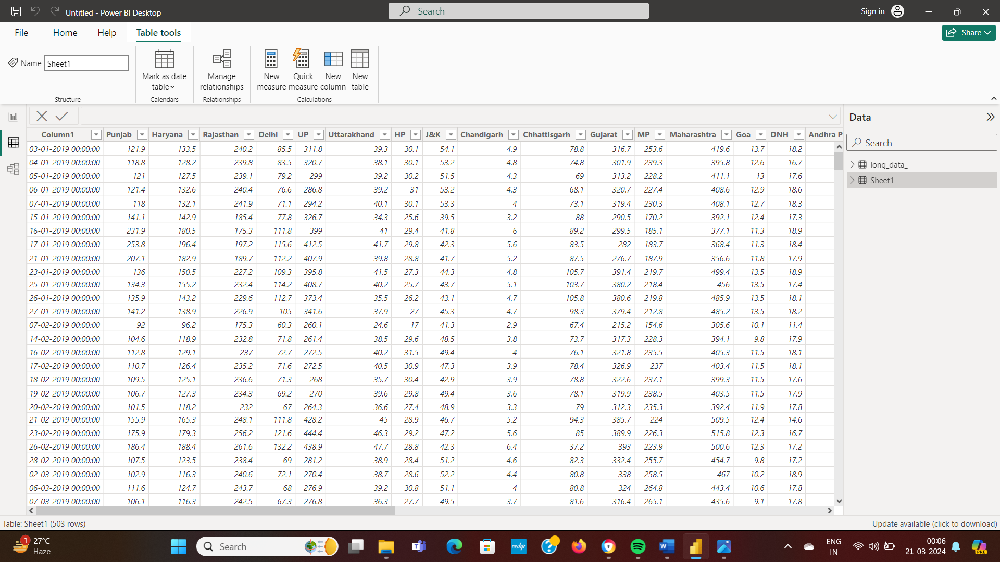 Untitled - Power BI Desktop
Search
Sign in
File Home Help Table tools
Share
Name Sheet1
Mark as date table
Manage relationships
New measure
Quick measure
New column
New table
Structure Calendars Relationships Calculations
Data
Search
long_data_
Sheet1
Column1 Punjab Haryana Rajasthan Delhi UP Uttarakhand HP J&K Chandigarh Chhattisgarh Gujarat MP Maharashtra Goa DNH Andhra P
03-01-2019 00:00:00 121.9 133.5 240.2 85.5 311.8 39.3 30.1 54.1 4.9 78.8 316.7 253.6 419.6 13.7 18.2
04-01-2019 00:00:00 118.8 128.2 239.8 83.5 320.7 38.1 30.1 53.2 4.8 74.8 301.9 239.3 395.8 12.6 16.7
05-01-2019 00:00:00 121 127.5 239.1 79.2 299 39.2 30.2 51.5 4.3 69 313.2 228.2 411.1 13 17.6
06-01-2019 00:00:00 121.4 132.6 240.4 76.6 286.8 39.2 31 53.2 4.3 68.1 320.7 227.4 408.6 12.9 18.6
07-01-2019 00:00:00 118 132.1 241.9 71.1 294.2 40.1 30.1 53.3 4 73.1 319.4 230.3 408.1 12.7 18.3
15-01-2019 00:00:00 141.1 142.9 185.4 77.8 326.7 34.3 25.6 39.5 3.2 88 290.5 170.2 392.1 12.4 17.3
16-01-2019 00:00:00 231.9 180.5 175.3 111.8 399 41 29.4 41.8 6 89.2 299.5 185.1 377.1 11.3 18.9
17-01-2019 00:00:00 253.8 196.4 197.2 115.6 412.5 41.7 29.8 42.3 5.6 83.5 282 183.7 368.4 11.3 18.4
21-01-2019 00:00:00 207.1 182.9 189.7 112.2 407.9 39.8 28.8 41.7 5.2 87.5 276.7 187.9 356.6 11.8 17.9
23-01-2019 00:00:00 136 150.5 227.2 109.3 395.8 41.5 27.3 44.3 4.8 105.7 391.4 219.7 499.4 13.5 18.9
25-01-2019 00:00:00 134.3 155.2 232.4 114.2 408.7 40.2 25.7 43.7 5.1 103.7 380.2 218.4 456 13.5 17.4
26-01-2019 00:00:00 135.9 143.2 229.6 112.7 373.4 35.5 26.2 43.1 4.7 105.8 380.6 219.8 485.9 13.5 18.1
27-01-2019 00:00:00 141.2 138.9 226.9 105 341.6 37.9 27 45.3 4.7 98.3 379.4 212.8 485.2 13.5 18.2
07-02-2019 00:00:00 92 96.2 175.3 60.3 260.1 24.6 17 41.3 2.9 67.4 215.2 154.6 305.6 10.1 11.4
14-02-2019 00:00:00 104.6 118.9 232.8 71.8 261.4 38.5 29.6 48.5 3.8 73.7 317.3 228.3 394.1 9.8 17.9
16-02-2019 00:00:00 112.8 129.1 237 72.7 272.5 40.2 31.5 49.4 4 76.1 321.8 235.5 405.3 11.5 18.1
17-02-2019 00:00:00 110.7 126.4 235.2 71.6 272.5 40.5 30.9 47.3 3.9 78.4 326.9 237 403.4 11.5 18.1
18-02-2019 00:00:00 109.5 125.1 236.6 71.3 268 35.7 30.4 42.9 3.9 78.8 322.6 237.1 399.3 11.5 17.6
19-02-2019 00:00:00 106.7 127.3 234.3 69.2 270 39.6 29.8 49.4 3.6 78.1 319.9 238.5 403.5 11.5 17.9
20-02-2019 00:00:00 101.5 118.2 232 67 264.3 36.6 27.4 48.9 3.3 79 312.3 235.3 392.4 11.9 17.8
21-02-2019 00:00:00 155.9 165.3 248.1 111.8 428.2 45 28.9 46.7 5.2 94.3 385.7 224 509.5 12.4 14.6
23-02-2019 00:00:00 175.9 179.3 256.2 121.6 444.4 46.3 29.2 47.2 5.6 85 389.9 226.3 515.8 12.3 16.7
26-02-2019 00:00:00 186.4 188.4 261.6 132.2 438.9 47.7 28.8 42.3 6.4 37.2 393 223.9 500.6 12.3 17.2
28-02-2019 00:00:00 107.5 123.5 238.4 69 281.2 38.9 28.4 51.2 4.6 82.3 332.4 255.7 454.7 9.8 17.2
02-03-2019 00:00:00 102.9 116.3 240.6 72.1 270.4 38.7 28.6 52.2 4.4 80.8 338 258.5 467 10.2 18.9
06-03-2019 00:00:00 111.6 124.7 243.7 68 276.9 39.2 30.8 51.1 4 80.8 324 264.8 443.4 10.6 17.8
07-03-2019 00:00:00 106.1 116.3 242.5 67.3 276.8 36.3 27.7 49.5 3.7 81.6 316.4 265.1 435.6 9.1 17.8
Table: Sheet1 (503 rows)
Update available (click to download)
1
27°C
Haze
Search
myhp
W
ENG
IN
00:06
21-03-2024
PRE